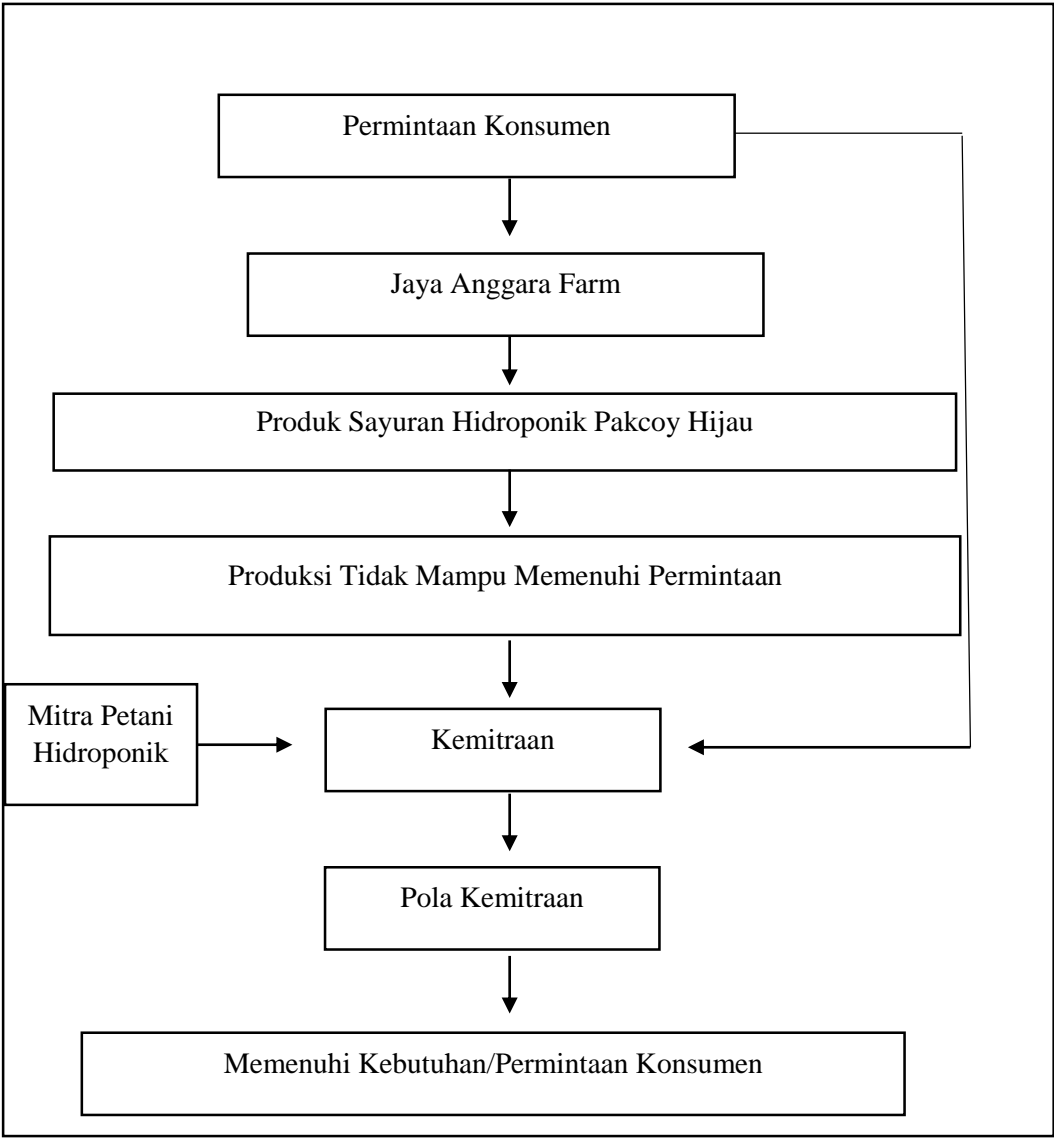 Permintaan Konsumen
Jaya Anggara Farm
Produk Sayuran Hidroponik Pakcoy Hijau
Produksi Tidak Mampu Memenuhi Permintaan
Mitra Petani
Hidroponik
Kemitraan
Pola Kemitraan
Memenuhi Kebutuhan/Permintaan Konsumen